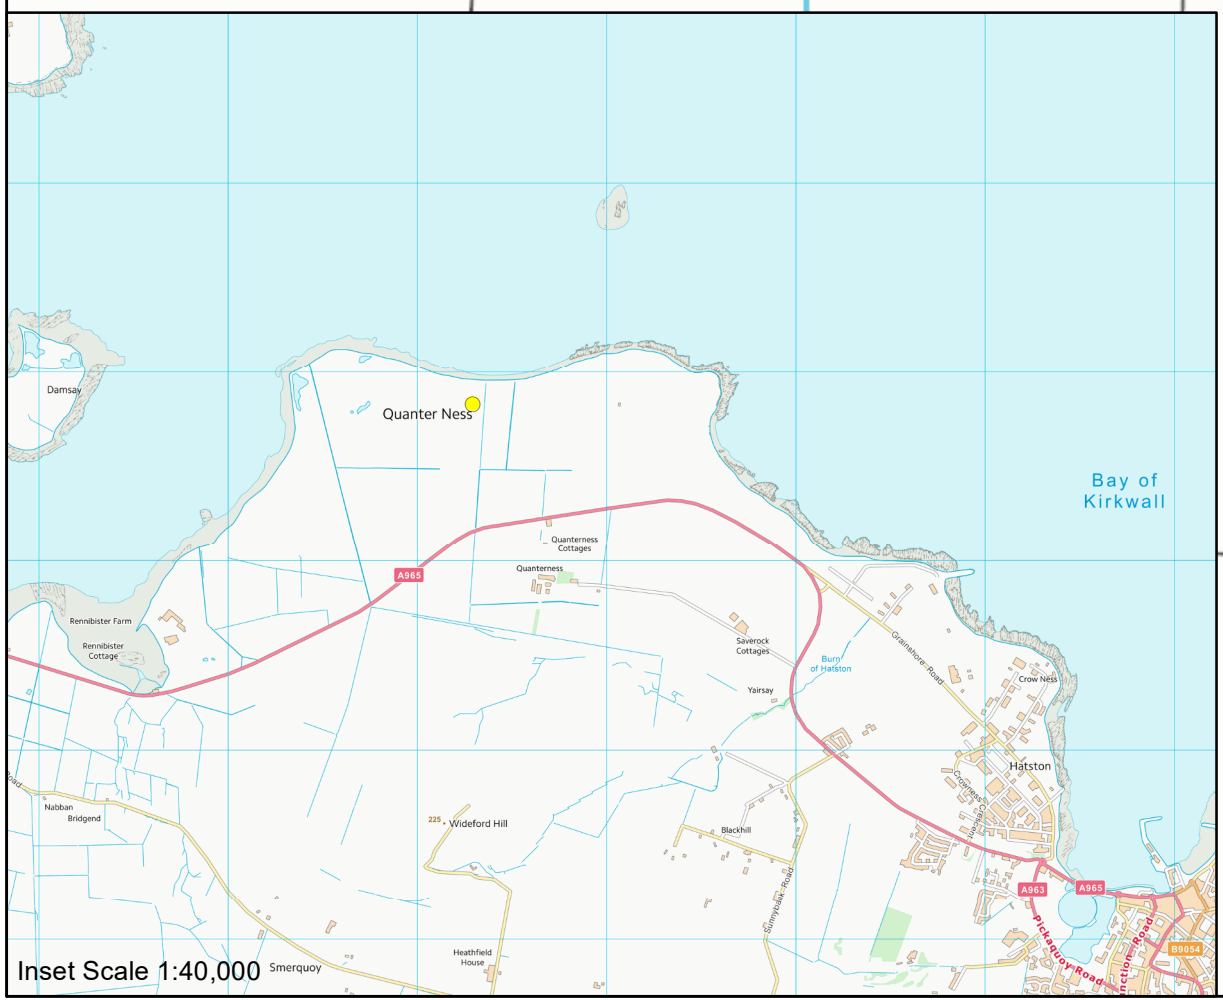 Damsay
Quanter Ness
Bay of
Kirkwall
Quanterness
Cottages
A965
Quanterness
Rennibister Farm
Rennibister
Cottage
Saverock
Cottages
Grainshore Road
Burn
of Hatston
Crow Ness
Yairsay
Hatston
Road
Nabban
Bridgend
225
Wideford Hill
Crowness Crescent
Blackhill
A963
A965
Sunnybank Road
Pickaquoy Road
nction Road
B9054
Heathfield
House
Smerquoy
Inset Scale 1:40,000